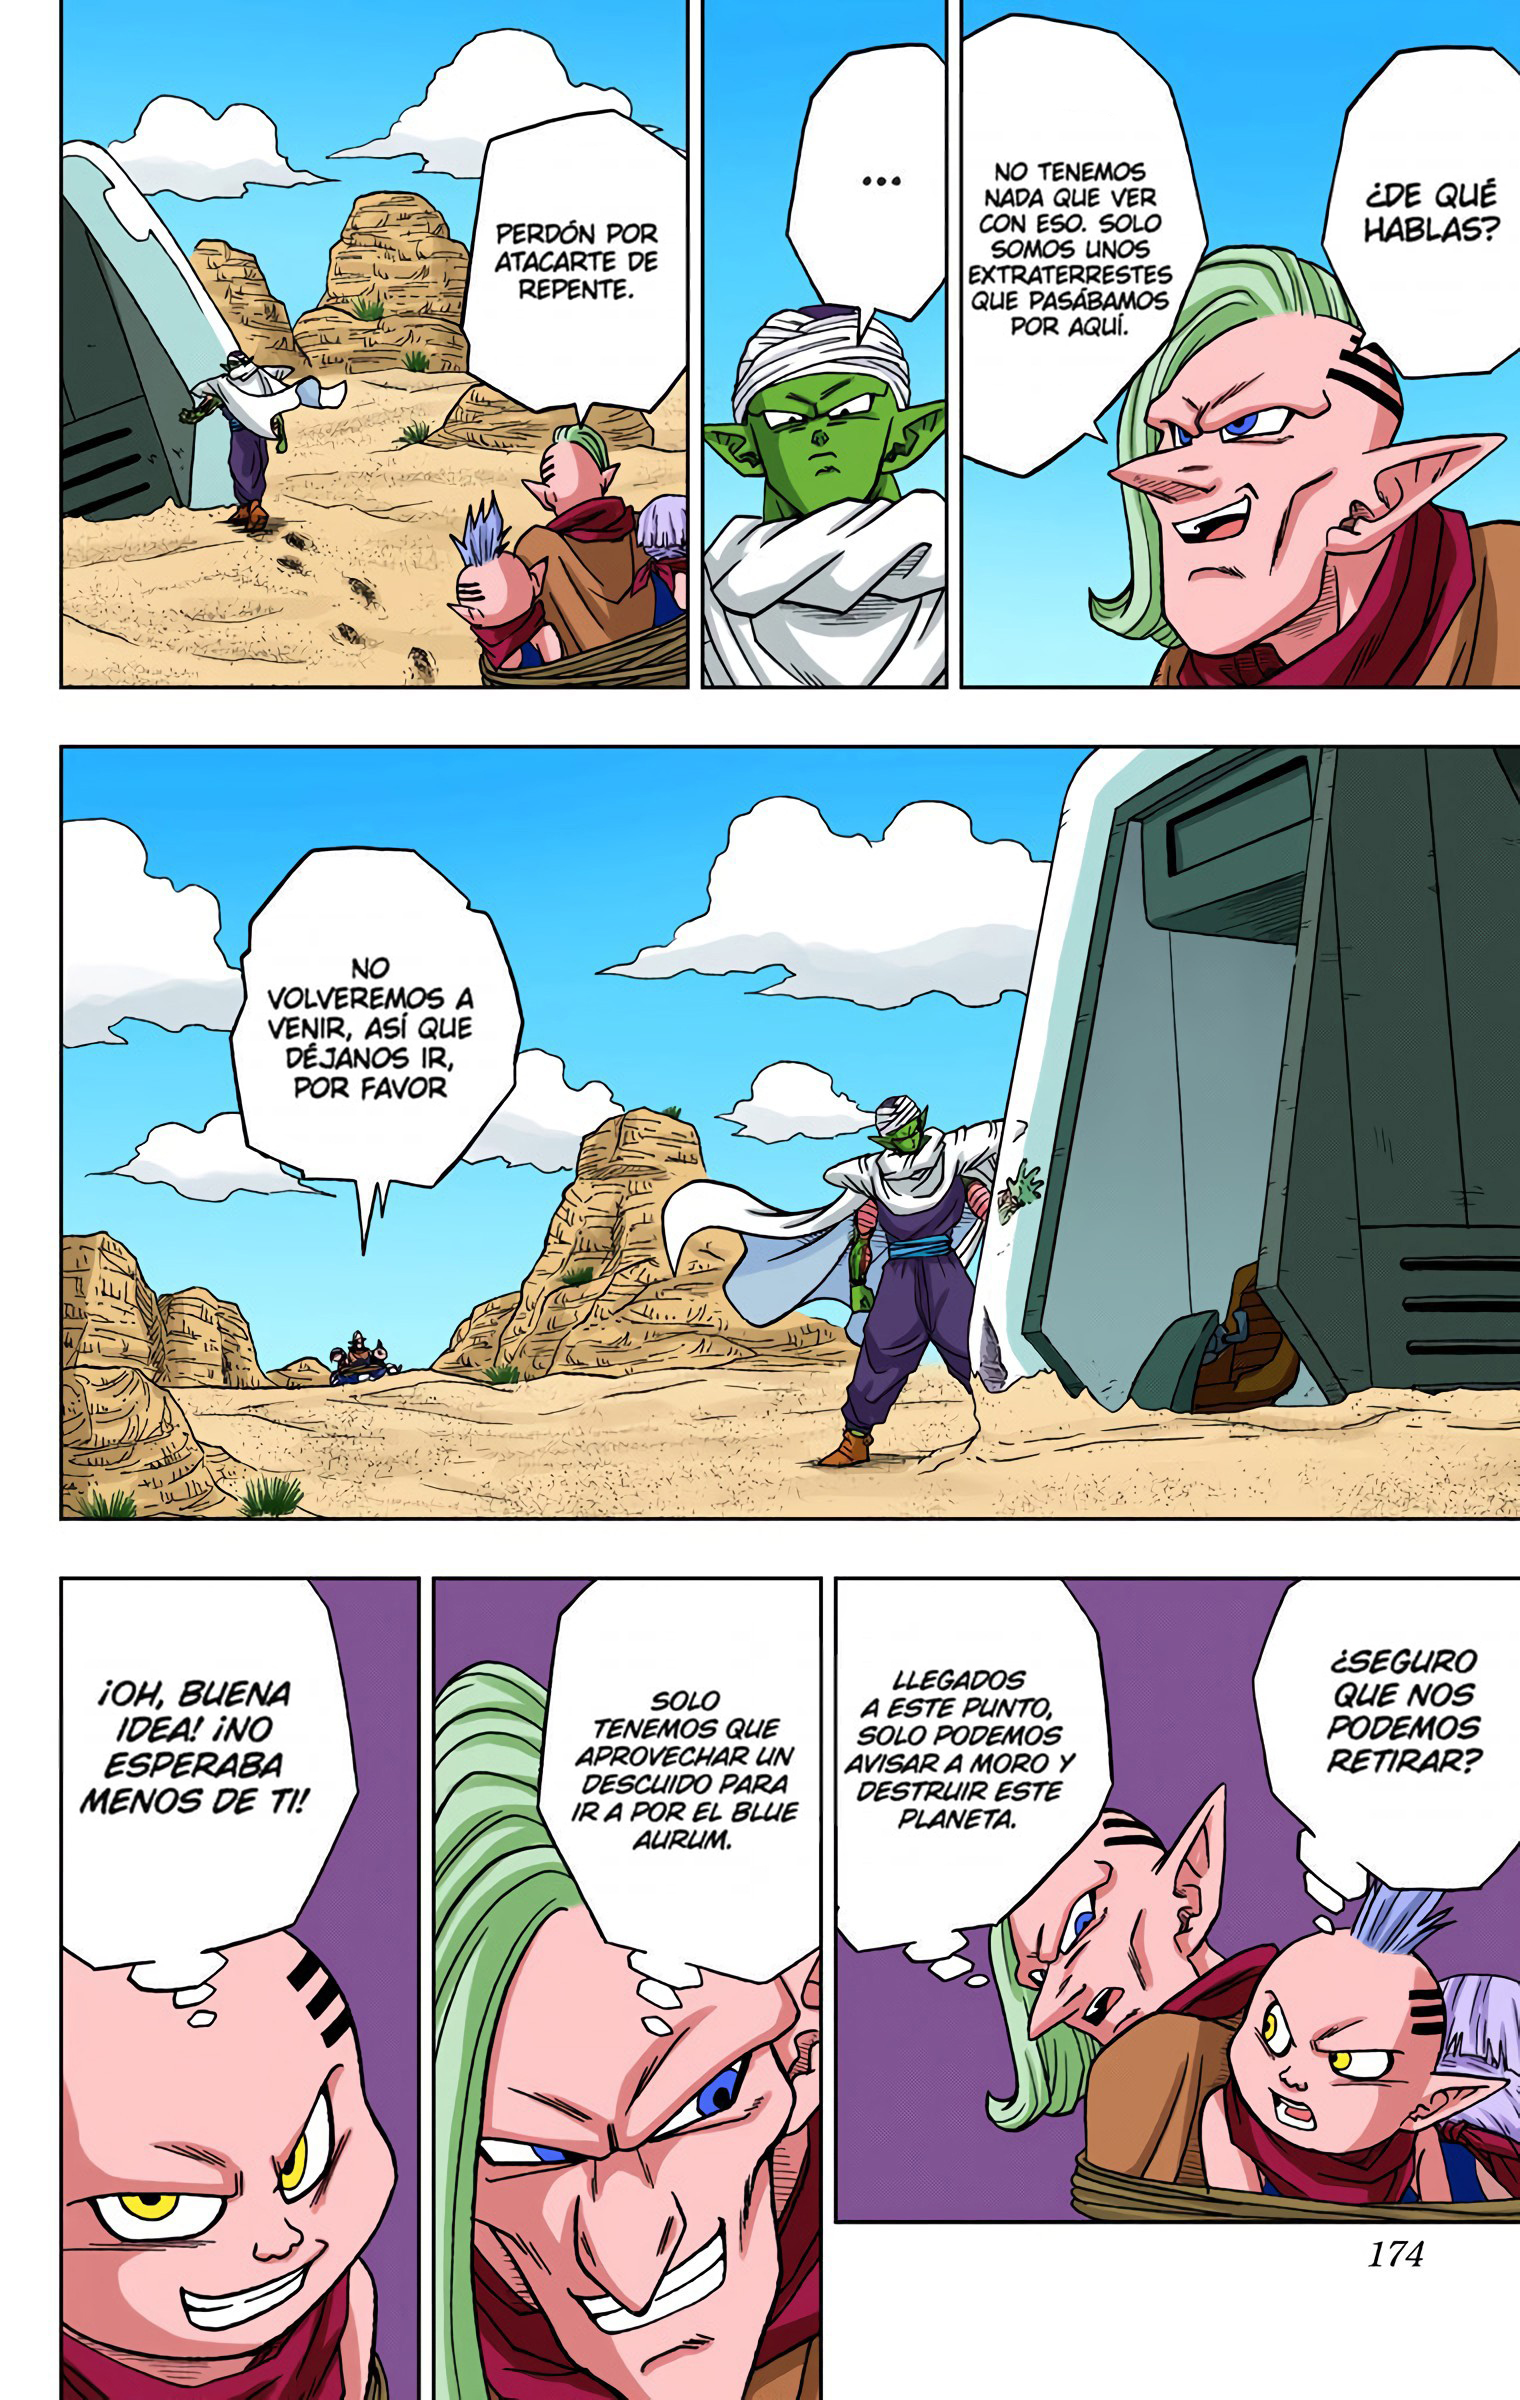 ¿DE QUÉ
HABLAS?
NO TENEMOS
NADA QUE VER
CON ESO. SOLO
SOMOS UNOS
EXTRATERRESTES
QUE PASÁBAMOS
POR AQUÍ.
...
PERDÓN POR
ATACARTE DE
REPENTE.
NO
VOLVEREMOS A
VENIR, ASÍ QUE
DÉJANOS IR,
POR FAVOR
¿SEGURO
QUE NOS
PODEMOS
RETIRAR?
LLEGADOS
A ESTE PUNTO,
SOLO PODEMOS
AVISAR A MORO Y
DESTRUIR ESTE
PLANETA.
SOLO
TENEMOS QUE
APROVECHAR UN
DESCUIDO PARA
IR A POR EL BLUE
AURUM.
¡OH, BUENA
IDEA! ¡NO
ESPERABA
MENOS DE TI!
174